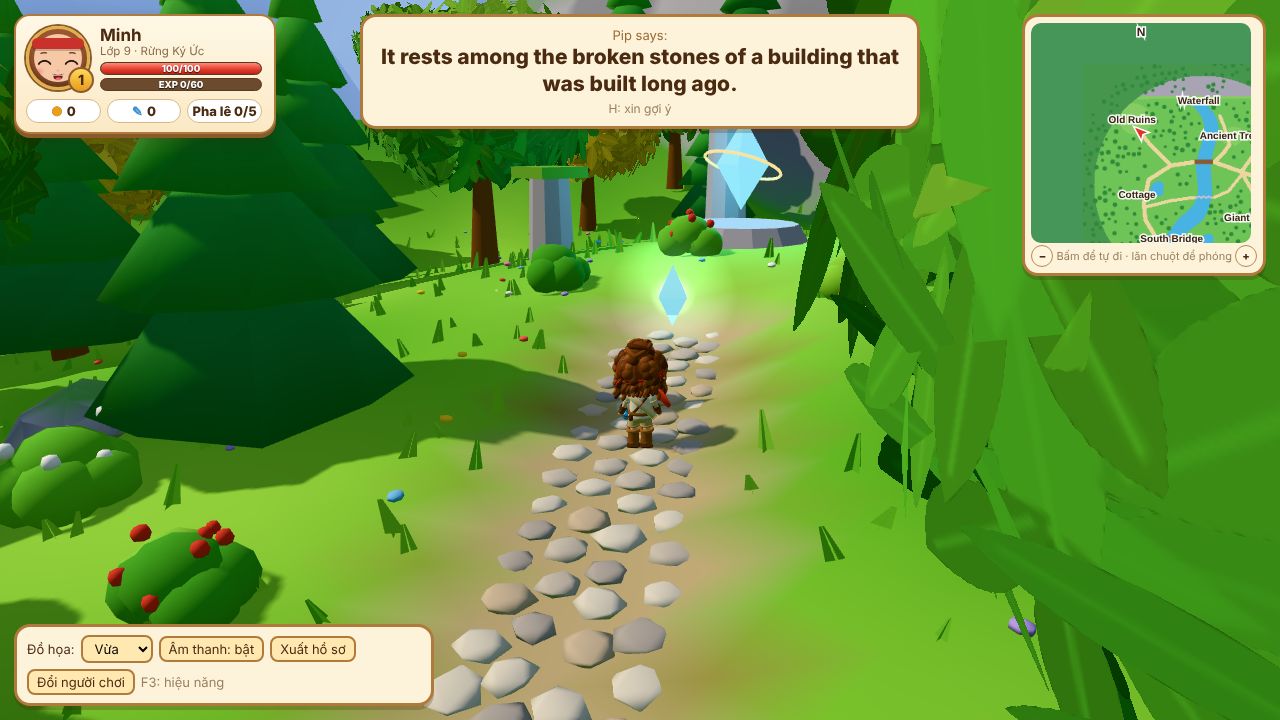 Minh
Lớp 9 · Rừng Ký Ức
100/100
EXP 0/60
1
0
0
Pha lê 0/5
Pip says:
It rests among the broken stones of a building that
was built long ago.
H: xin gợi ý
N
Waterfall
Old Ruins
Ancient Tre
Cottage
Giant
South Bridge
− Bấm để tự đi · lăn chuột để phóng +
Đồ họa: Vừa Âm thanh: bật Xuất hồ sơ
Đổi người chơi F3: hiệu năng